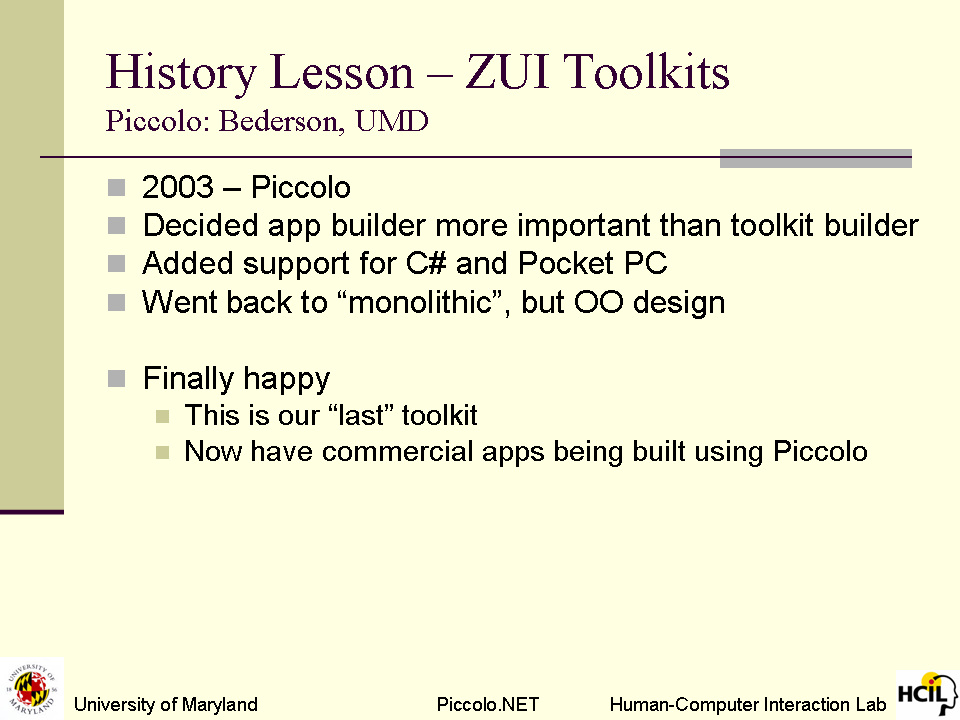 History Lesson – ZUI Toolkits
Piccolo: Bederson, UMD
2003 – Piccolo
Decided app builder more important than toolkit builder
Added support for C# and Pocket PC
Went back to “monolithic”, but OO design
Finally happy
This is our “last” toolkit
Now have commercial apps being built using Piccolo
UNIVERSITY OF
18 56
MARYLAND
University of Maryland
Piccolo.NET
Human-Computer Interaction Lab
HCIL